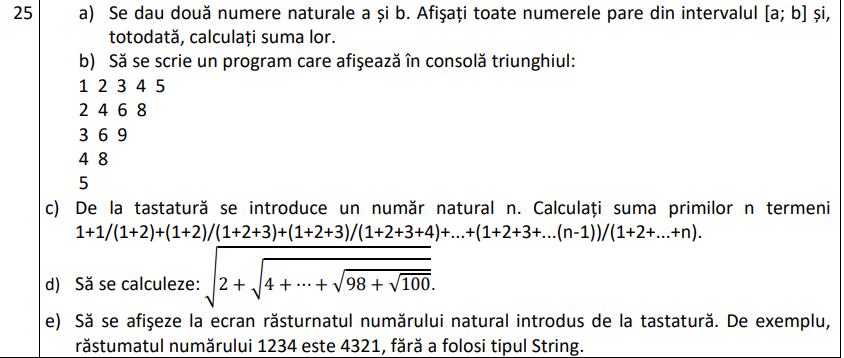 25 a) Se dau două numere naturale a și b. Afișați toate numerele pare din intervalul [a; b] și,
totodată, calculați suma lor.
b) Să se scrie un program care afișează în consolă triunghiul:
1 2 3 4 5
2 4 6 8
3 6 9
4 8
5
c) De la tastatură se introduce un număr natural n. Calculați suma primilor n termeni
1+1/(1+2)+(1+2)/(1+2+3)+(1+2+3)/(1+2+3+4)+...+(1+2+3+...(n-1))/(1+2+...+n).
d) Să se calculeze: √(2 + √(4 + ⋯ + √(98 + √100))).
e) Să se afișeze la ecran răsturnatul numărului natural introdus de la tastatură. De exemplu,
răstumatul numărului 1234 este 4321, fără a folosi tipul String.